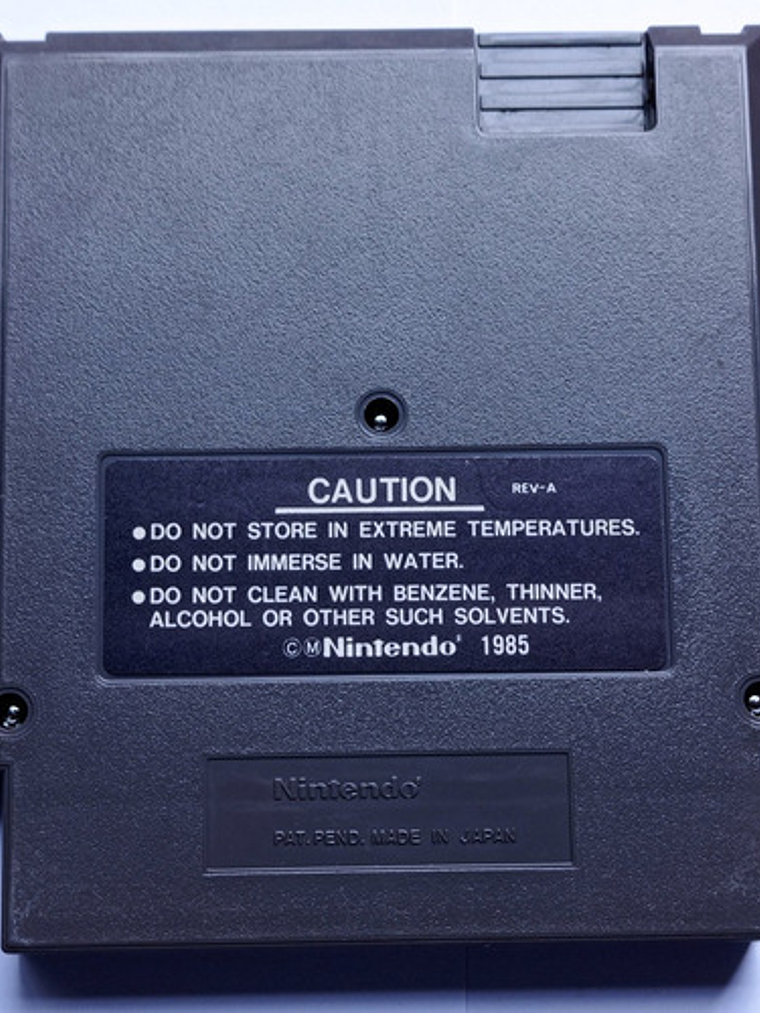 CAUTION REV-A
●DO NOT STORE IN EXTREME TEMPERATURES.
●DO NOT IMMERSE IN WATER.
●DO NOT CLEAN WITH BENZENE, THINNER,
ALCOHOL OR OTHER SUCH SOLVENTS.
ⒸⓂNintendo® 1985
Nintendo®
PAT. PEND. MADE IN JAPAN